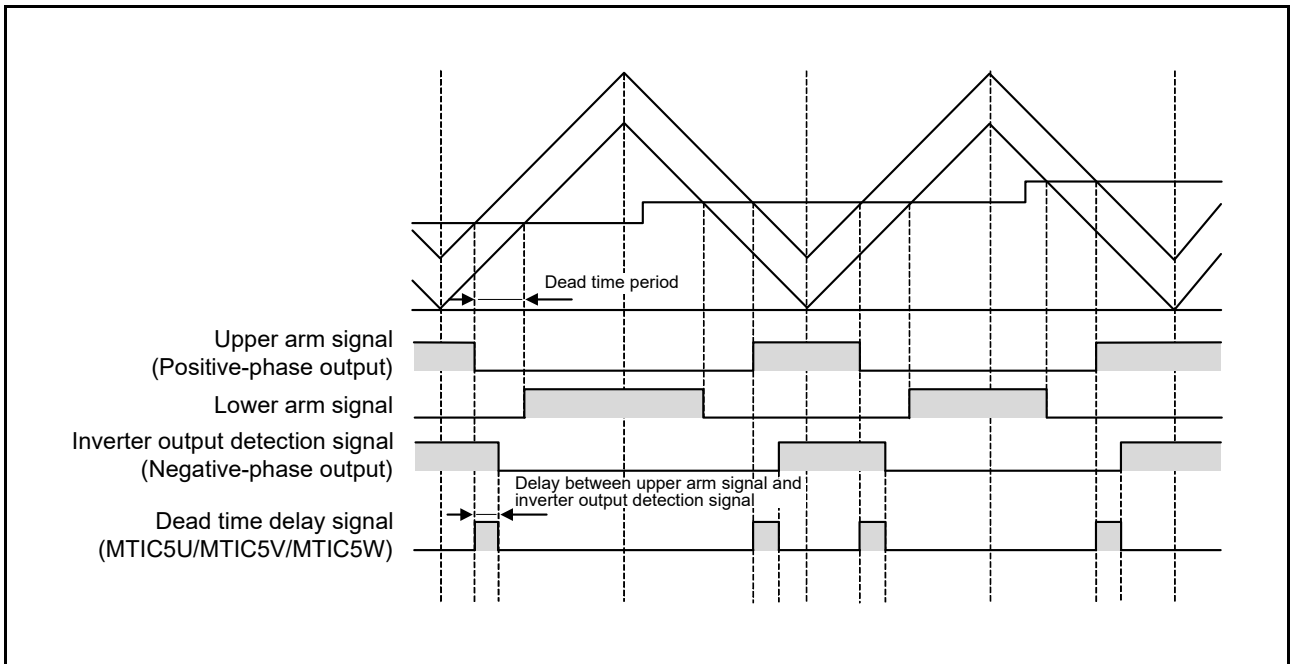 Dead time period
Upper arm signal
(Positive-phase output)
Lower arm signal
Inverter output detection signal
(Negative-phase output)
Delay between upper arm signal and
inverter output detection signal
Dead time delay signal
(MTIC5U/MTIC5V/MTIC5W)